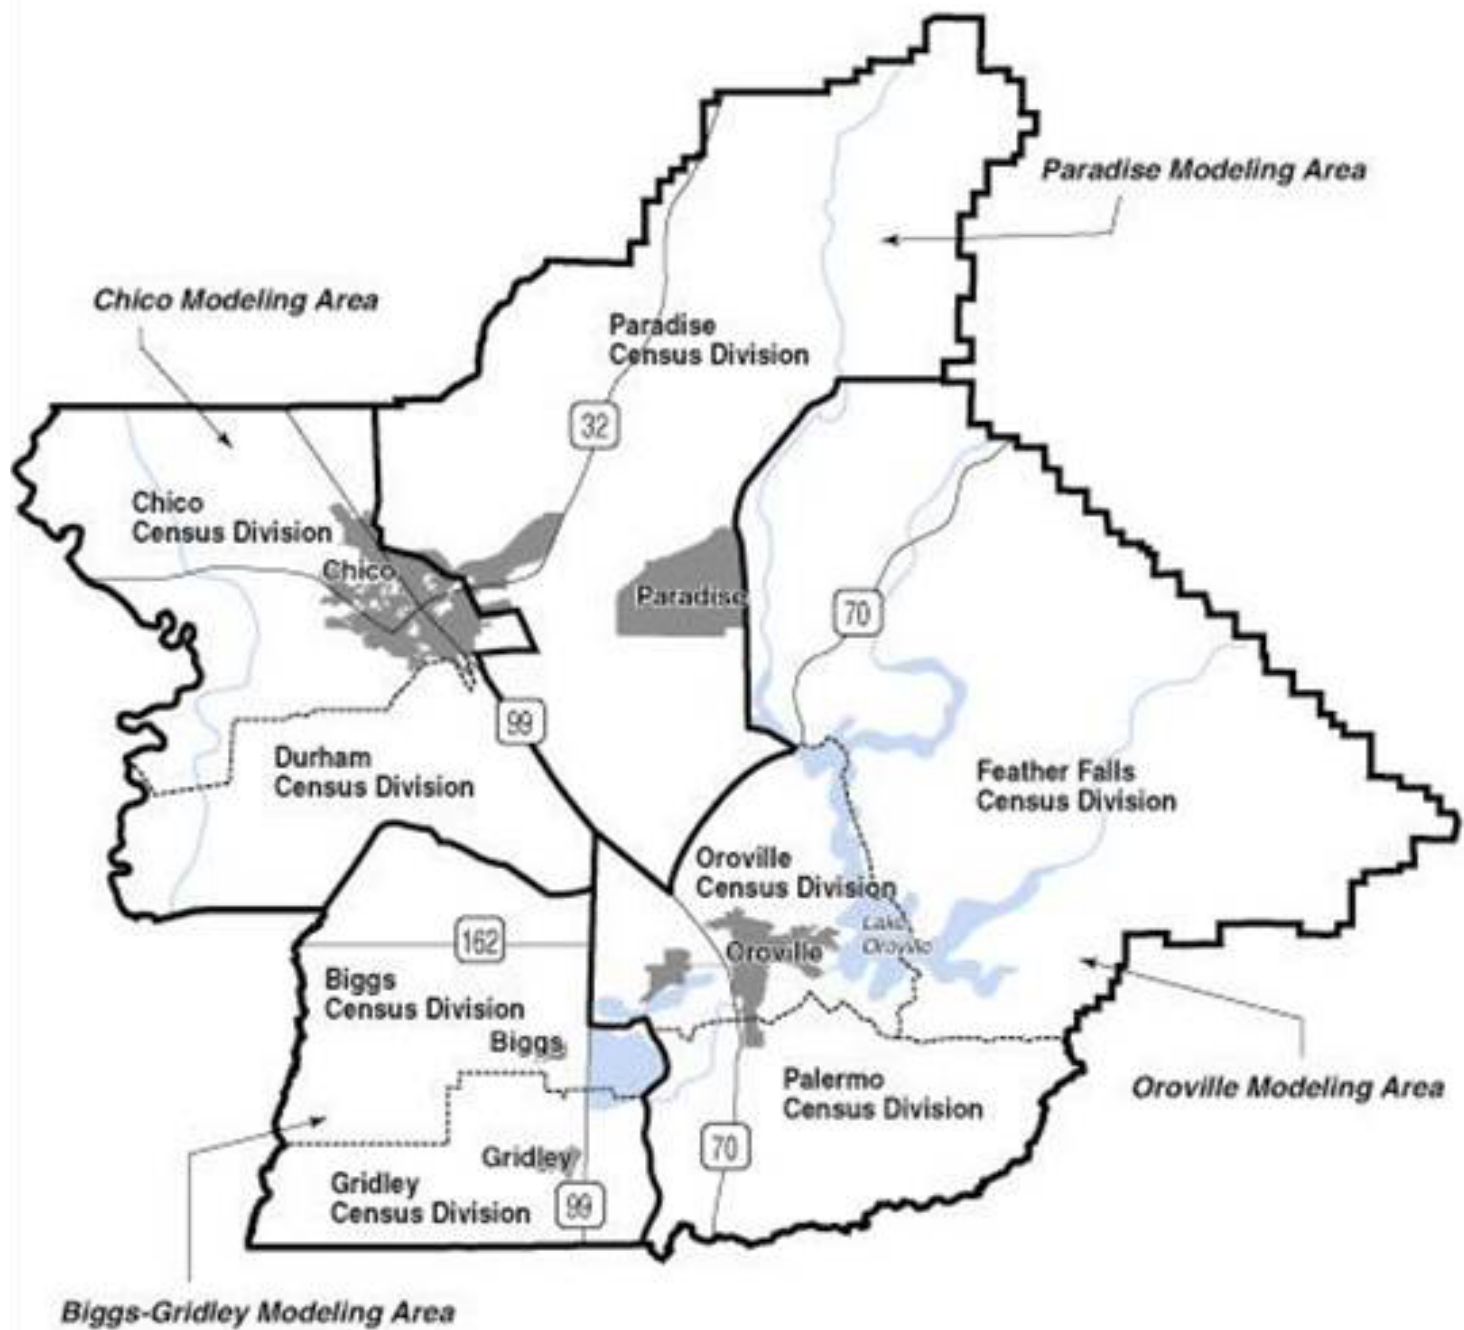 Paradise Modeling Area
Chico Modeling Area
Paradise
Census Division
32
Chico
Census Division
Chico
Paradise
70
99
Durham
Census Division
Feather Falls
Census Division
Oroville
Census Division
Lake
Oroville
162
Oroville
Biggs
Census Division
Biggs
Palermo
Census Division
Oroville Modeling Area
70
Gridley
Gridley
Census Division
99
Biggs-Gridley Modeling Area